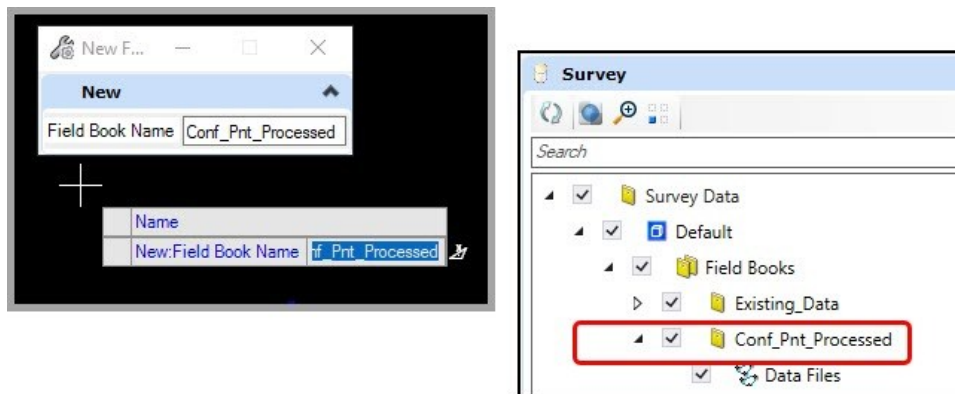 New F...
New
Field Book Name Conf_Pnt_Processed
Name
New:Field Book Name nf_Pnt_Processed
Survey
Search
Survey Data
Default
Field Books
Existing_Data
Conf_Pnt_Processed
Data Files